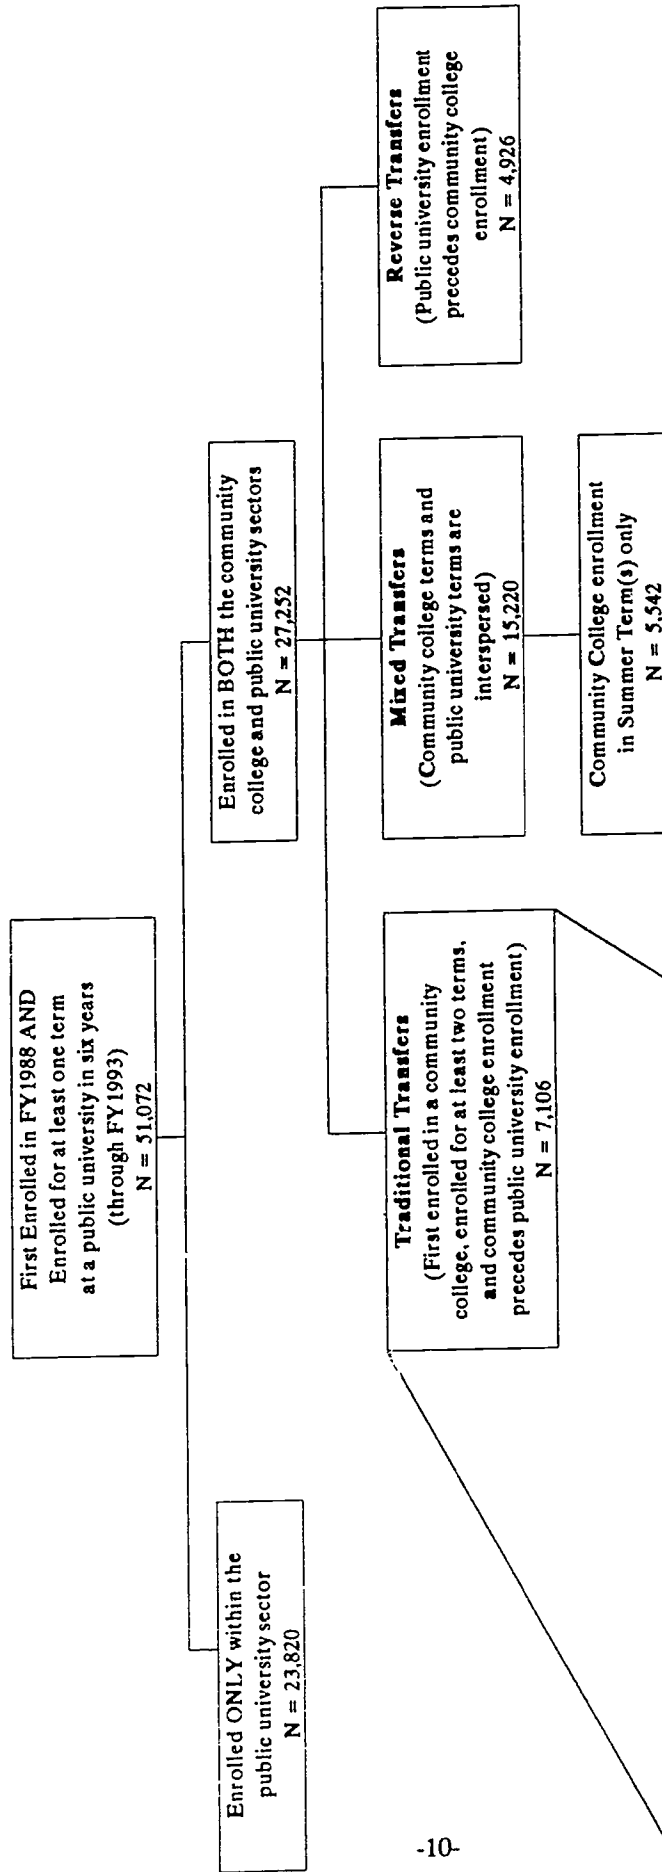 First Enrolled in FY1988 AND
Enrolled for at least one term
at a public university in six years
(through FY1993)
N = 51,072
Enrolled ONLY within the
public university sector
N = 23,820
Enrolled in BOTH the community
college and public university sectors
N = 27,252
Traditional Transfers
(First enrolled in a community
college, enrolled for at least two terms,
and community college enrollment
precedes public university enrollment)
N = 7,106
Mixed Transfers
(Community college terms and
public university terms are
interspersed)
N = 15,220
Reverse Transfers
(Public university enrollment
precedes community college
enrollment)
N = 4,926
Community College enrollment
in Summer Term(s) only
N = 5,542
-10-